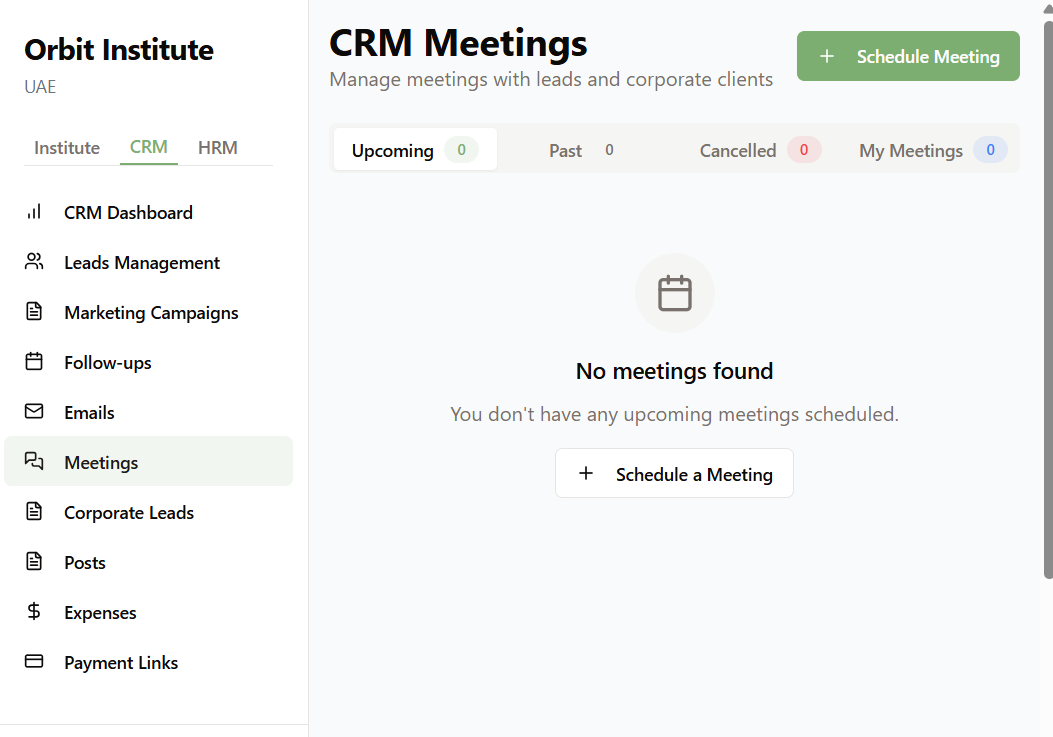 Orbit Institute
UAE
Institute CRM HRM
CRM Dashboard
Leads Management
Marketing Campaigns
Follow-ups
Emails
Meetings
Corporate Leads
Posts
Expenses
Payment Links
CRM Meetings
Manage meetings with leads and corporate clients
Schedule Meeting
Upcoming 0 Past 0 Cancelled 0 My Meetings 0
No meetings found
You don't have any upcoming meetings scheduled.
Schedule a Meeting